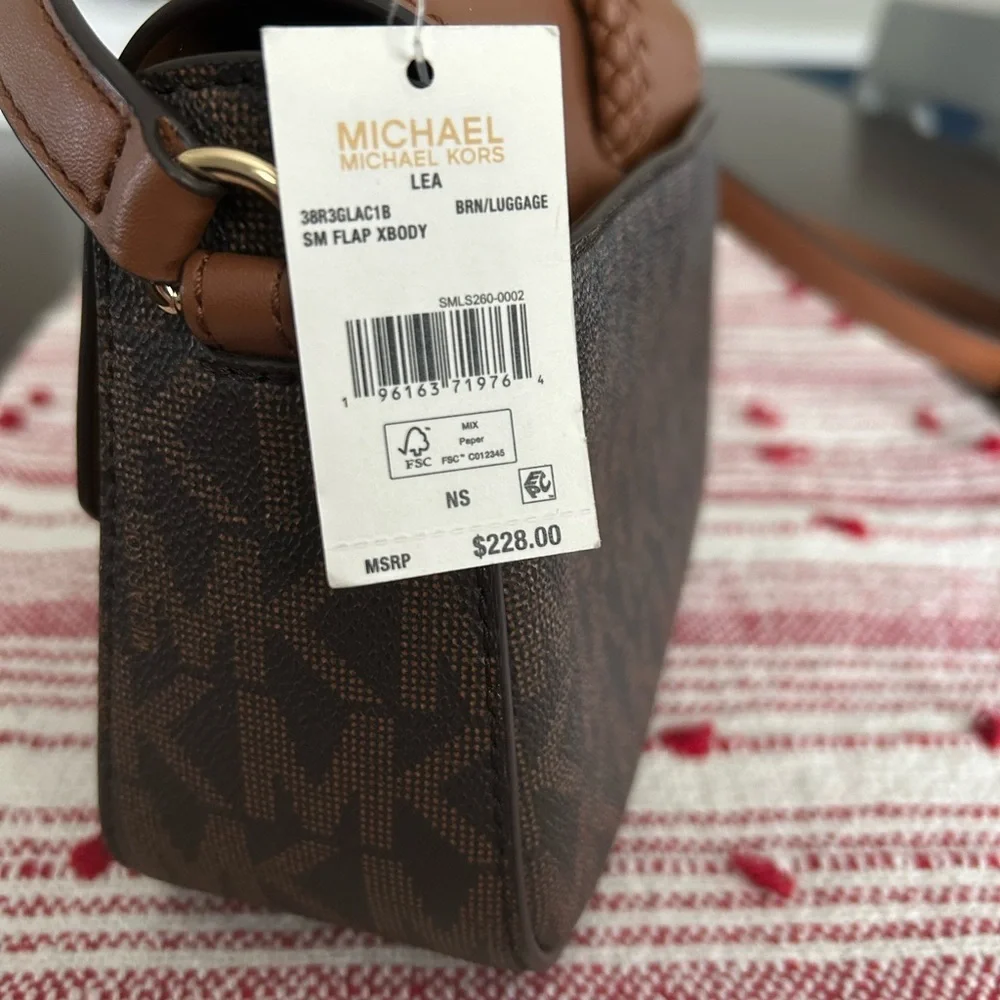 MICHAEL
MICHAEL KORS
LEA
38R3GLAC1B BRN/LUGGAGE
SM FLAP XBODY
SMLS260-0002
1 96163 71976 4
FSC
MIX
Paper
FSC™ C012345
NS
MSRP $228.00
MK